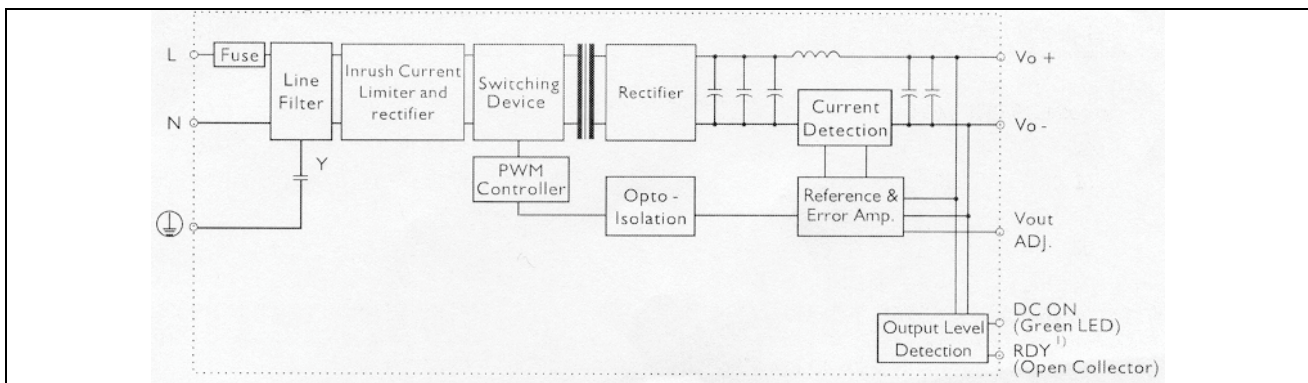 L
Fuse
Line
Filter
Inrush Current
Limiter and
rectifier
Switching
Device
Rectifier
Current
Detection
Vo +
N
Vo -
Y
PWM
Controller
Opto -
Isolation
Reference &
Error Amp.
Vout
ADJ.
Output Level
Detection
DC ON
(Green LED)
RDY 1)
(Open Collector)